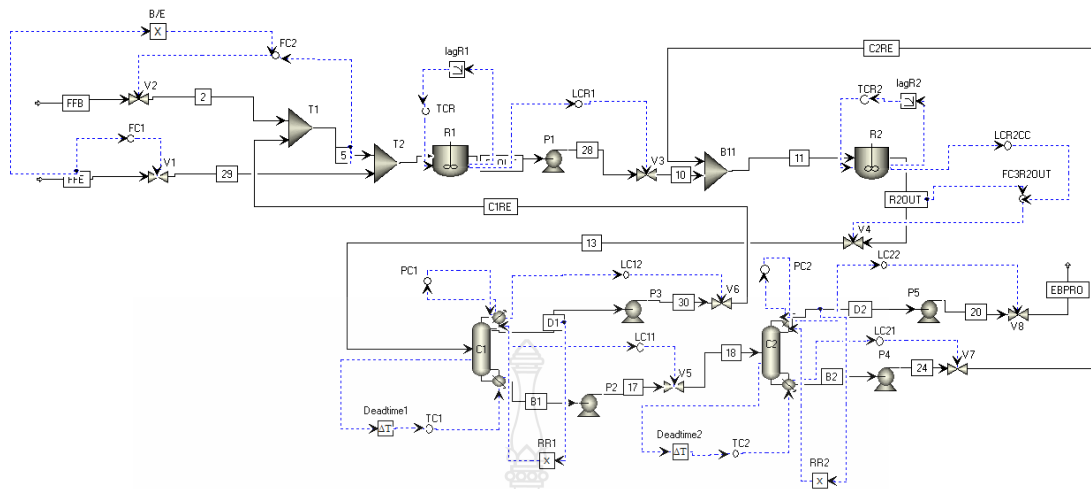 B/E
X
FC2
lagR1
C2RE
lagR2
TCR2
V2
FFB
2
T1
TCR
LCR1
R2
LCR2CC
FC1
V1
T2
R1
P1
B11
FC3R2OUT
5
28
V3
11
FFE
29
10
R2OUT
C1RE
V4
13
PC1
LC12
V6
PC2
LC22
P3
30
P5
EBPRO
D1
D2
20
V8
C1
LC11
LC21
V7
18
C2
P4
V5
B2
24
17
B1
P2
Deadtime1
TC1
ΔT
Deadtime2
TC2
ΔT
RR1
X
RR2
X